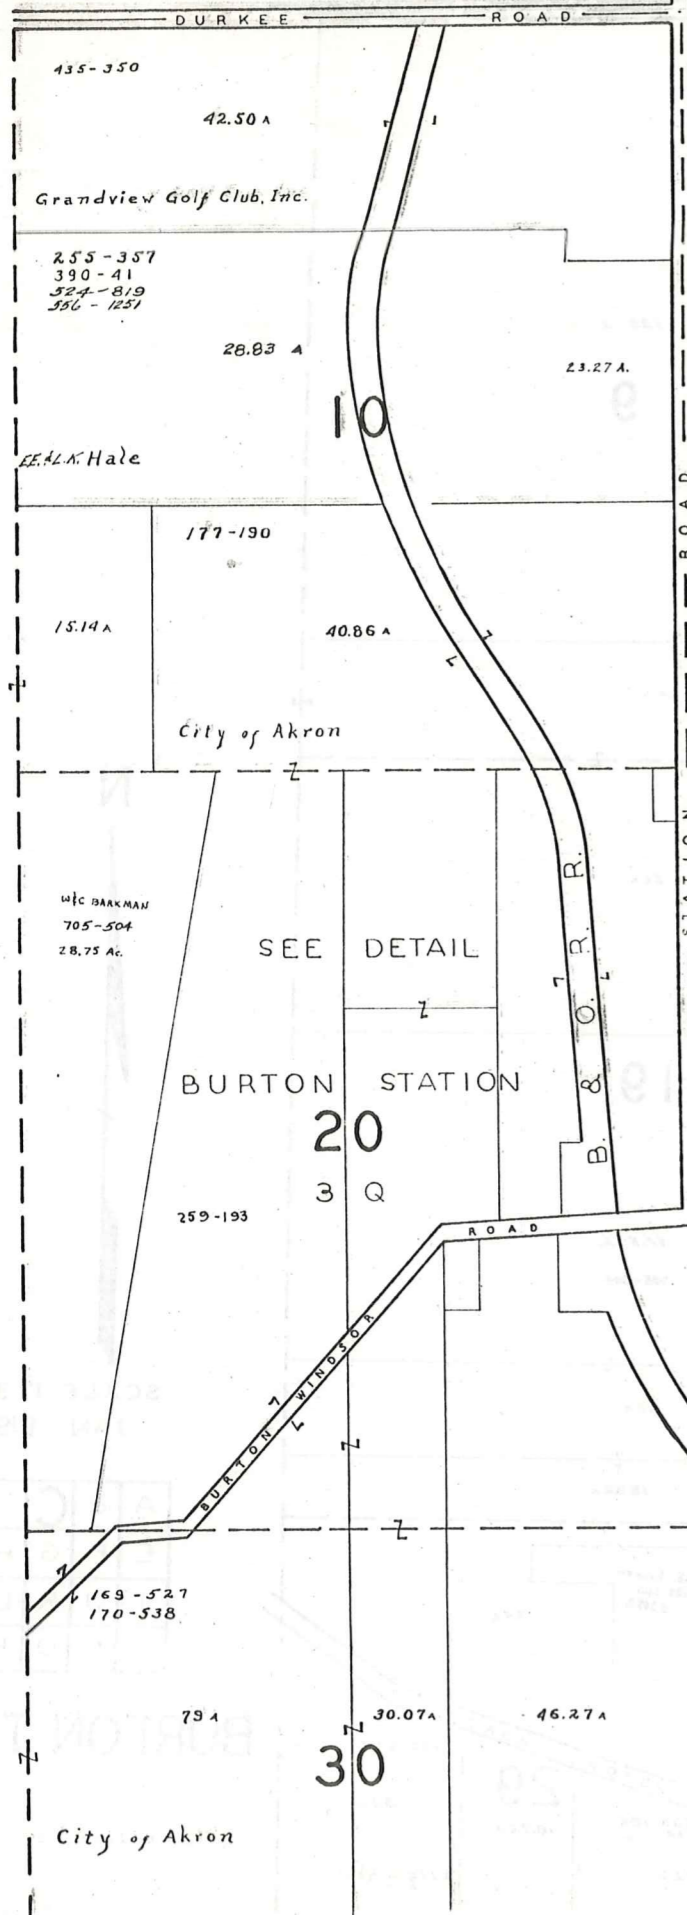 DURKEE ROAD
435-350
42.50 A
Grandview Golf Club, Inc.
255-357
390-41
524-819
556-1251
28.83 A
23.27 A.
10
E.E. & L.K. Hale
177-190
15.14 A
40.86 A
City of Akron
STATION ROAD
W & C BARKMAN
705-504
28.75 Ac.
SEE DETAIL
BURTON STATION
20
3 Q
259-193
B. & O. R. R.
BURTON WINDSOR ROAD
169-527
170-538
79 A
30.07 A
46.27 A
30
City of Akron